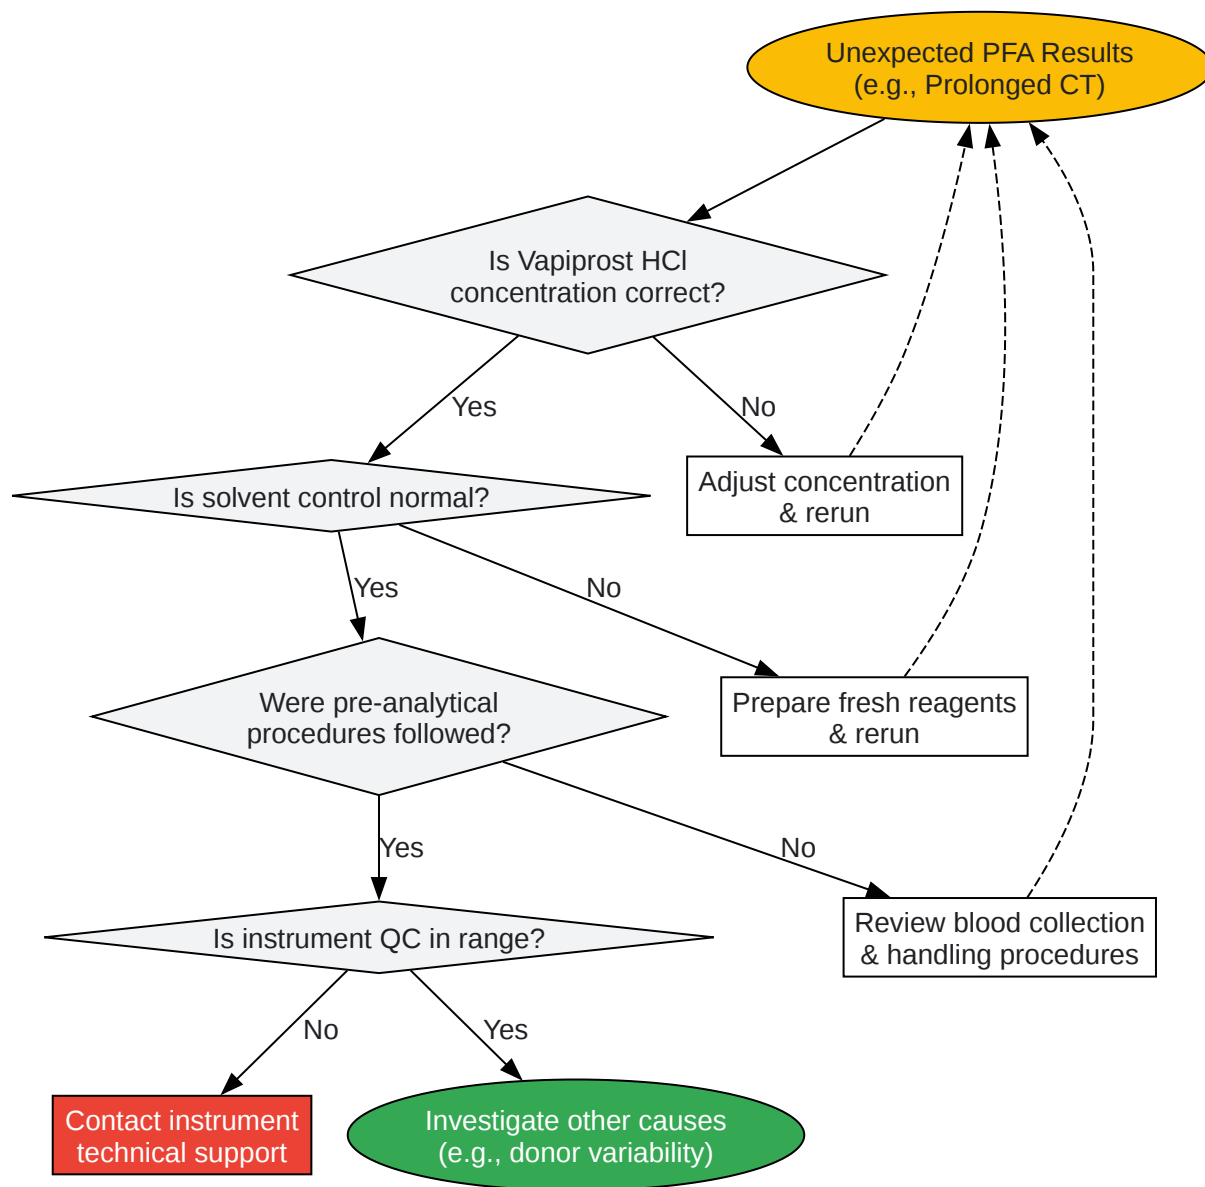 Unexpected PFA Results
(e.g., Prolonged CT)
Is Vapiprost HCl
concentration correct?
Yes
No
Adjust concentration
& rerun
Is solvent control normal?
Yes
No
Prepare fresh reagents
& rerun
Were pre-analytical
procedures followed?
Yes
No
Review blood collection
& handling procedures
Is instrument QC in range?
No
Yes
Contact instrument
technical support
Investigate other causes
(e.g., donor variability)